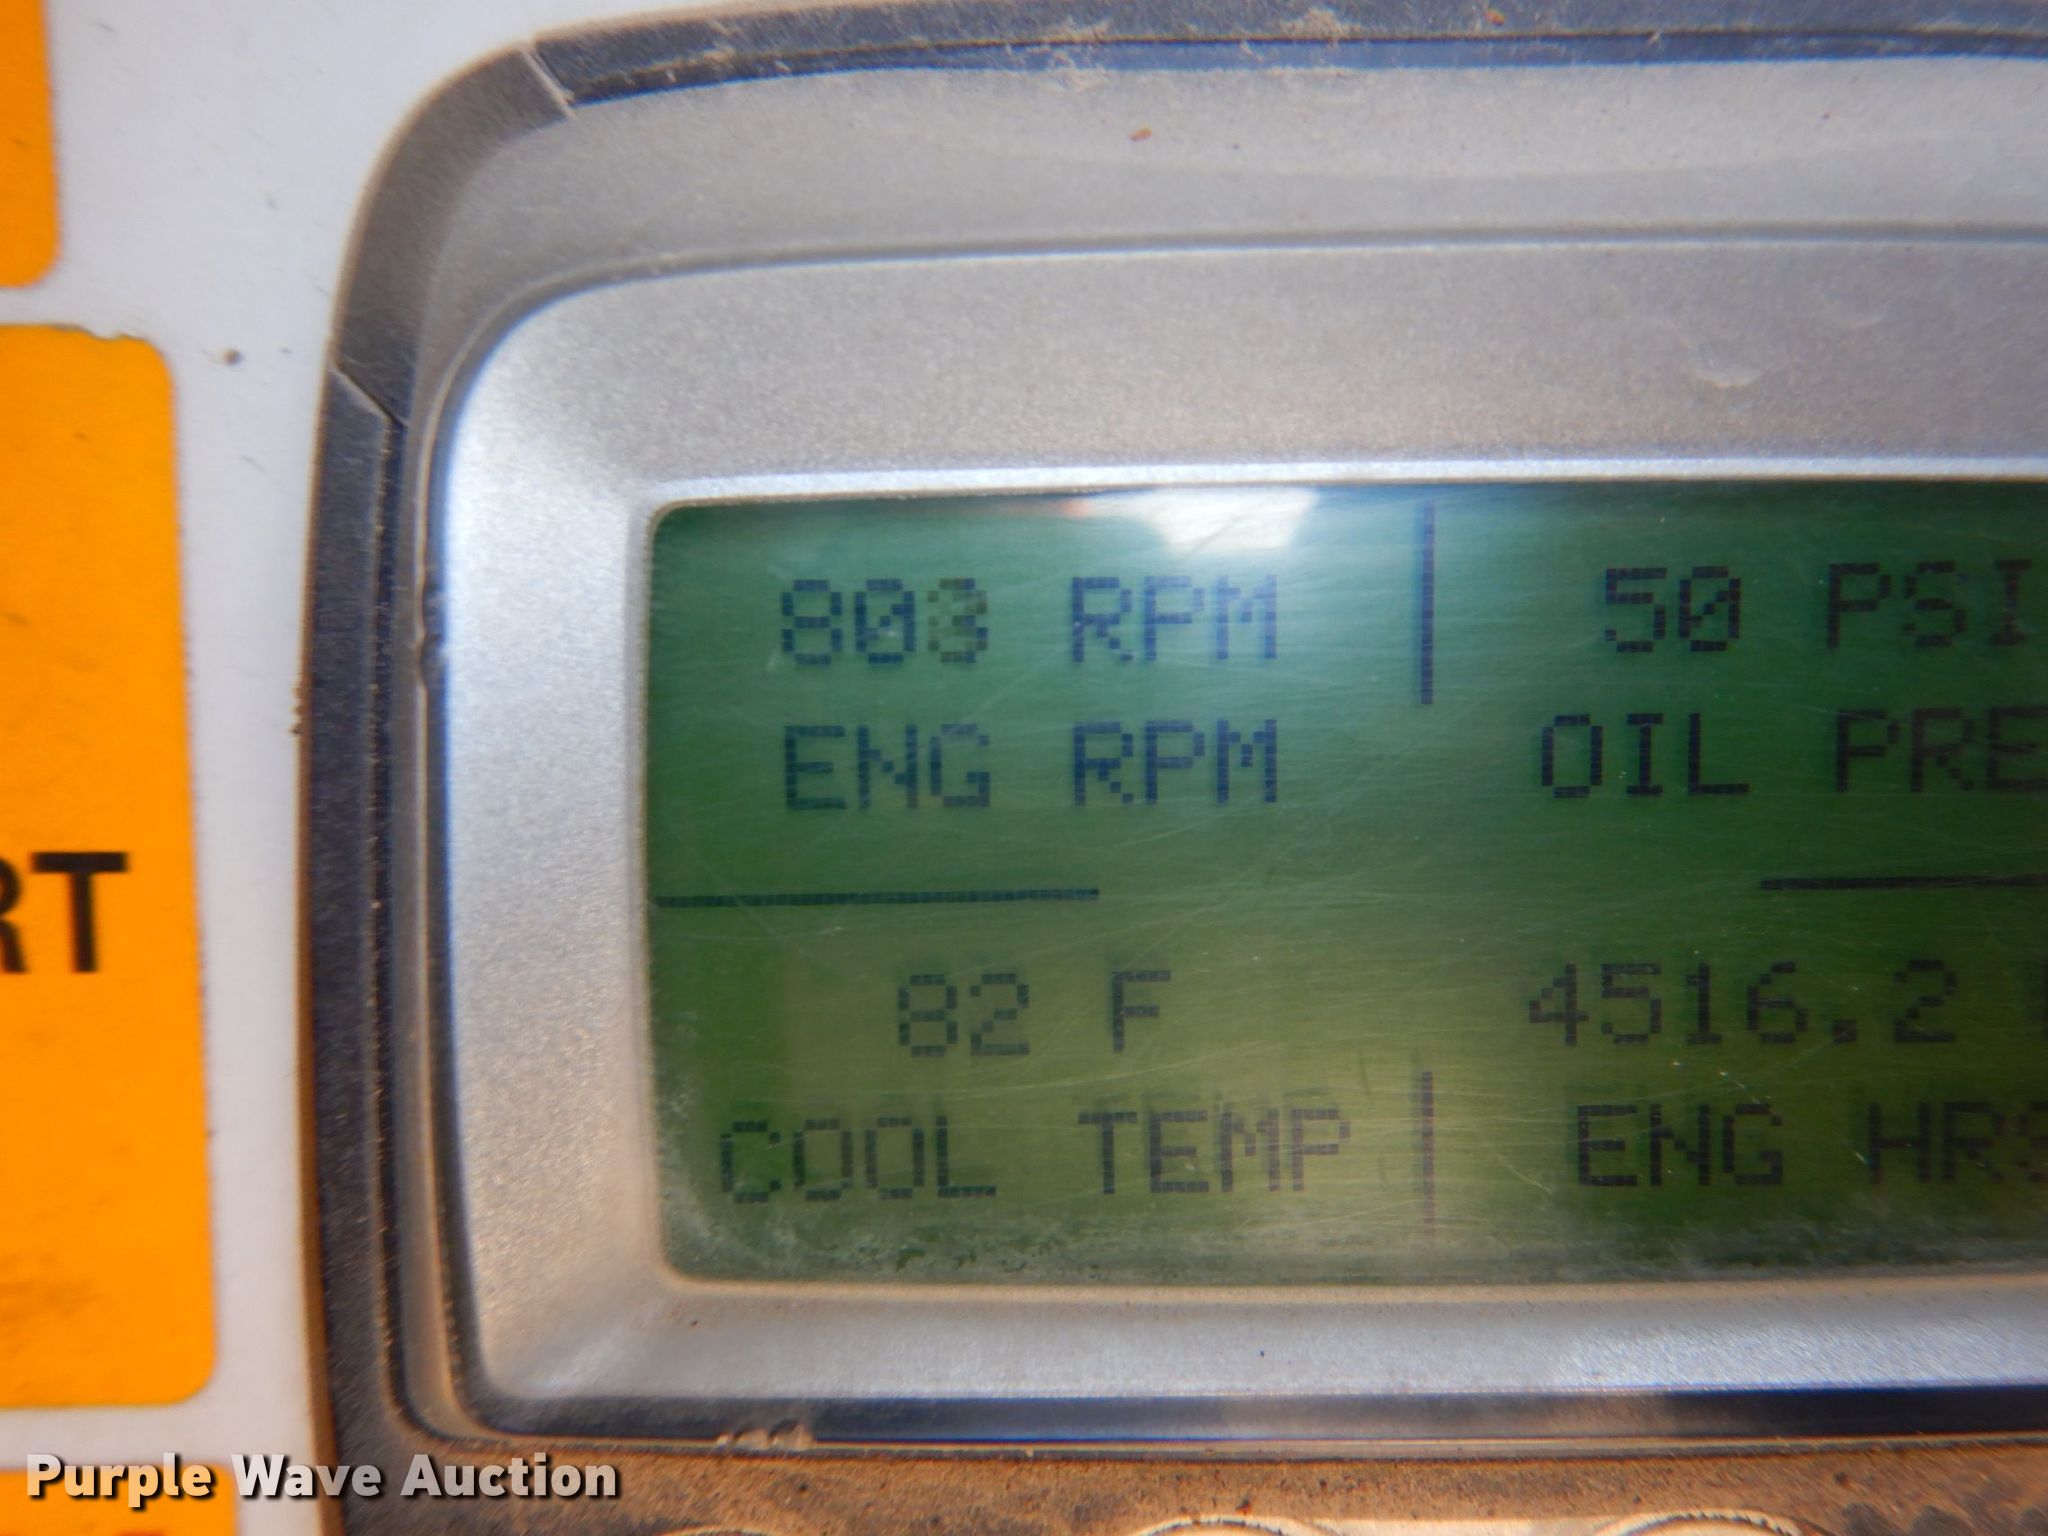 RT
803 RPM
ENG RPM
50 PSI
OIL PRE
82 F
COOL TEMP
4516.2
ENG HRS
Purple Wave Auction